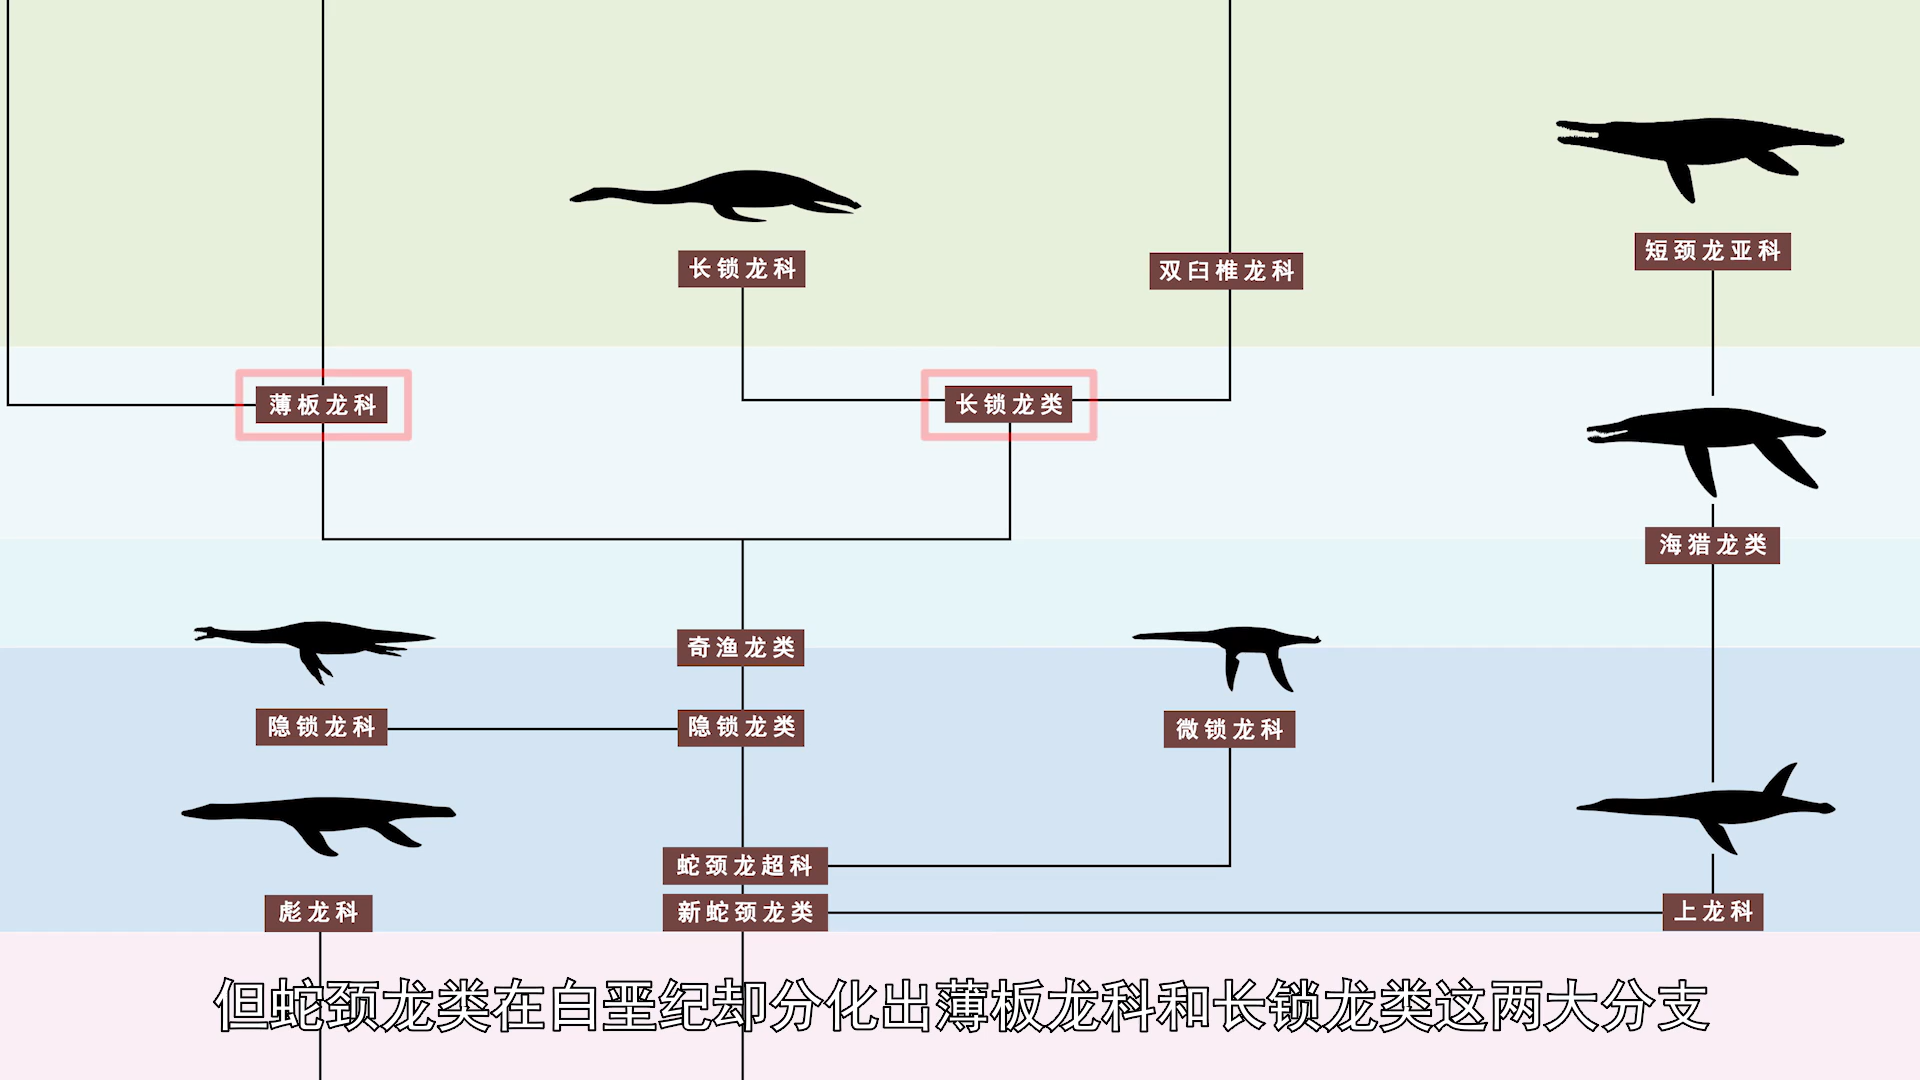 短颈龙亚科
长锁龙科
双臼椎龙科
薄板龙科
长锁龙类
海猎龙类
奇渔龙类
隐锁龙科
隐锁龙类
微锁龙科
蛇颈龙超科
彪龙科
新蛇颈龙类
上龙科
但蛇颈龙类在白垩纪却分化出薄板龙科和长锁龙类这两大分支